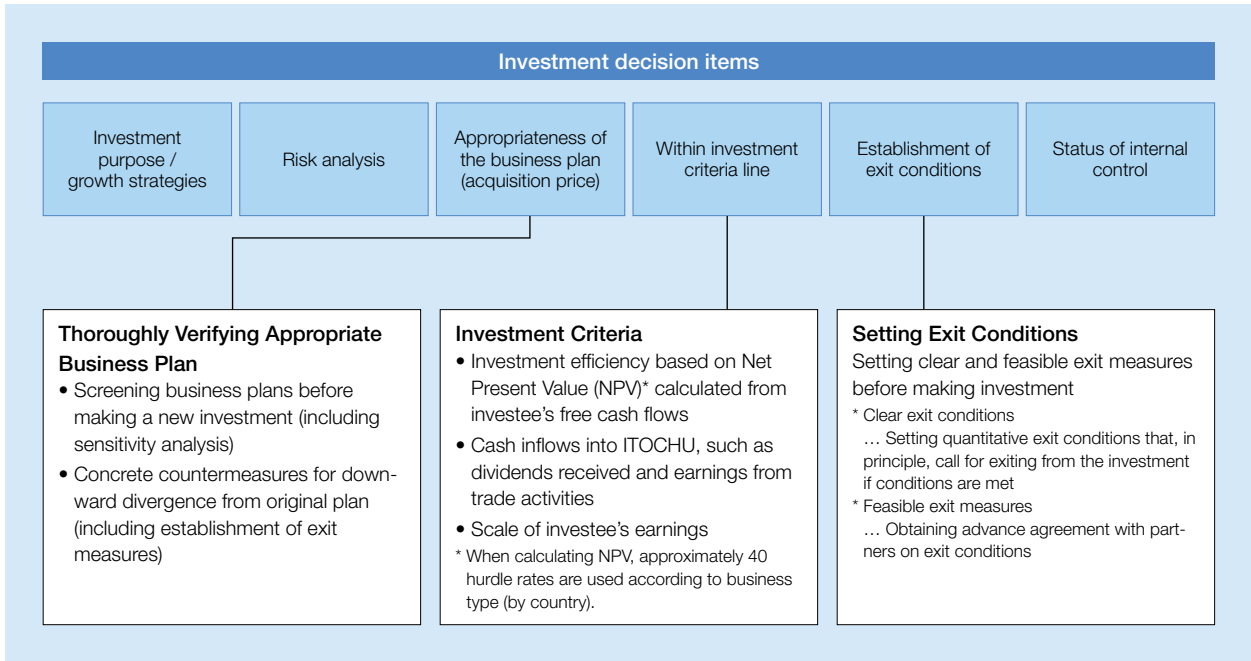 Investment decision items
Investment
purpose /
growth strategies
Risk analysis
Appropriateness of
the business plan
(acquisition price)
Within investment
criteria line
Establishment of
exit conditions
Status of internal
control
Thoroughly Verifying Appropriate
Business Plan
• Screening business plans before
making a new investment (including
sensitivity analysis)
• Concrete countermeasures for down-
ward divergence from original plan
(including establishment of exit
measures)
Investment Criteria
• Investment efficiency based on Net
Present Value (NPV)* calculated from
investee's free cash flows
• Cash inflows into ITOCHU, such as
dividends received and earnings from
trade activities
• Scale of investee's earnings
* When calculating NPV, approximately 40
hurdle rates are used according to business
type (by country).
Setting Exit Conditions
Setting clear and feasible exit measures
before making investment
* Clear exit conditions
… Setting quantitative exit conditions that, in
principle, call for exiting from the investment
if conditions are met
* Feasible exit measures
… Obtaining advance agreement with part-
ners on exit conditions